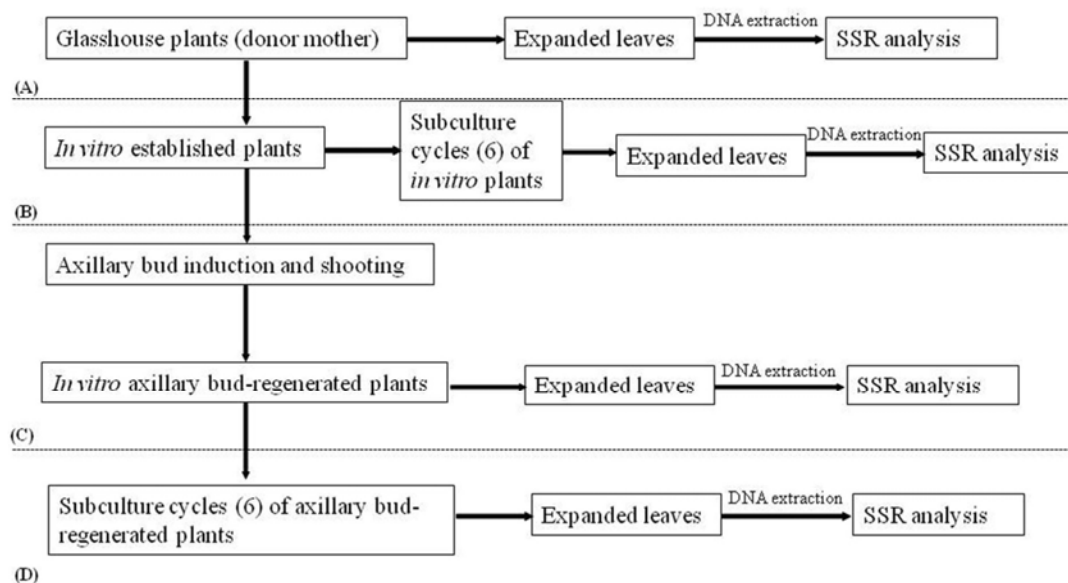 Glasshouse plants (donor mother)
Expanded leaves
DNA extraction
SSR analysis
(A)
In vitro established plants
Subculture
cycles (6) of
in vitro plants
Expanded leaves
DNA extraction
SSR analysis
(B)
Axillary bud induction and shooting
In vitro axillary bud-regenerated plants
Expanded leaves
DNA extraction
SSR analysis
(C)
Subculture cycles (6) of axillary bud-
regenerated plants
Expanded leaves
DNA extraction
SSR analysis
(D)